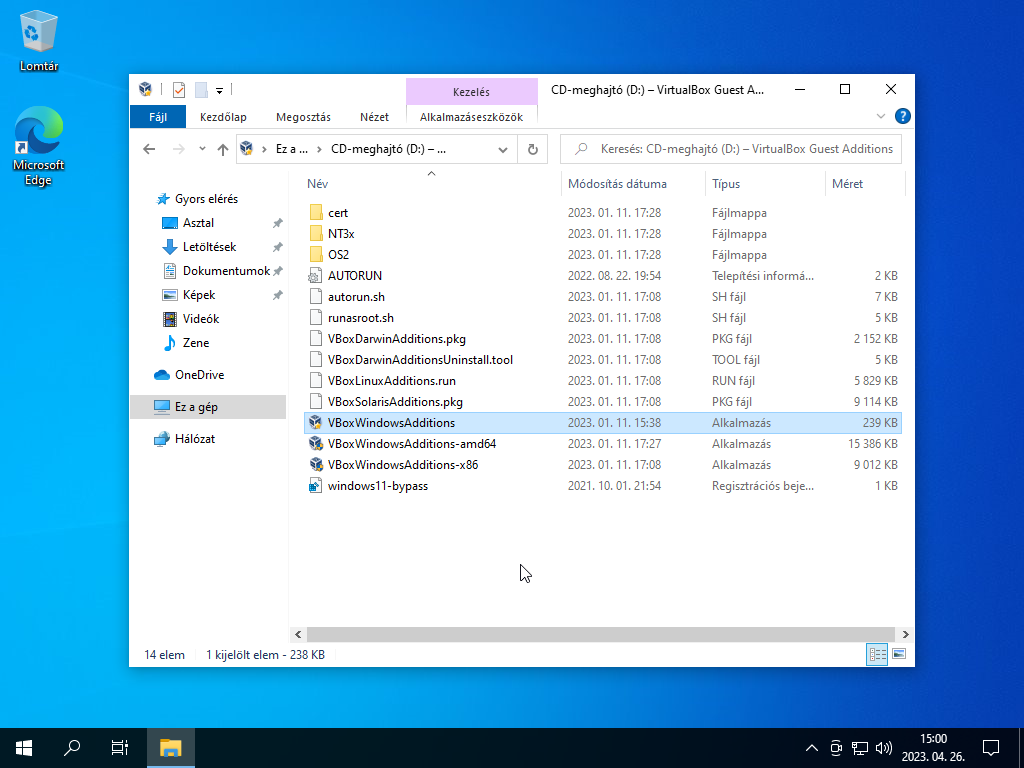 Lomtár
Microsoft
Edge
Kezelés
CD-meghajtó (D:) – VirtualBox Guest A...
Fájl
Kezdőlap
Megosztás
Nézet
Alkalmazáseszközök
Ez a ...
CD-meghajtó (D:) – ...
Keresés: CD-meghajtó (D:) – VirtualBox Guest Additions
Gyors elérés
Asztal
Letöltések
Dokumentumok
Képek
Videók
Zene
OneDrive
Ez a gép
Hálózat
Név Módosítás dátuma Típus Méret
cert 2023. 01. 11. 17:28 Fájlmappa
NT3x 2023. 01. 11. 17:28 Fájlmappa
OS2 2023. 01. 11. 17:28 Fájlmappa
AUTORUN 2022. 08. 22. 19:54 Telepítési informá... 2 KB
autorun.sh 2023. 01. 11. 17:08 SH fájl 7 KB
runasroot.sh 2023. 01. 11. 17:08 SH fájl 5 KB
VBoxDarwinAdditions.pkg 2023. 01. 11. 17:08 PKG fájl 2 152 KB
VBoxDarwinAdditionsUninstall.tool 2023. 01. 11. 17:08 TOOL fájl 5 KB
VBoxLinuxAdditions.run 2023. 01. 11. 17:08 RUN fájl 5 829 KB
VBoxSolarisAdditions.pkg 2023. 01. 11. 17:08 PKG fájl 9 114 KB
VBoxWindowsAdditions 2023. 01. 11. 15:38 Alkalmazás 239 KB
VBoxWindowsAdditions-amd64 2023. 01. 11. 17:27 Alkalmazás 15 386 KB
VBoxWindowsAdditions-x86 2023. 01. 11. 17:08 Alkalmazás 9 012 KB
windows11-bypass 2021. 10. 01. 21:54 Regisztrációs beje... 1 KB
14 elem
1 kijelölt elem - 238 KB
15:00
2023. 04. 26.